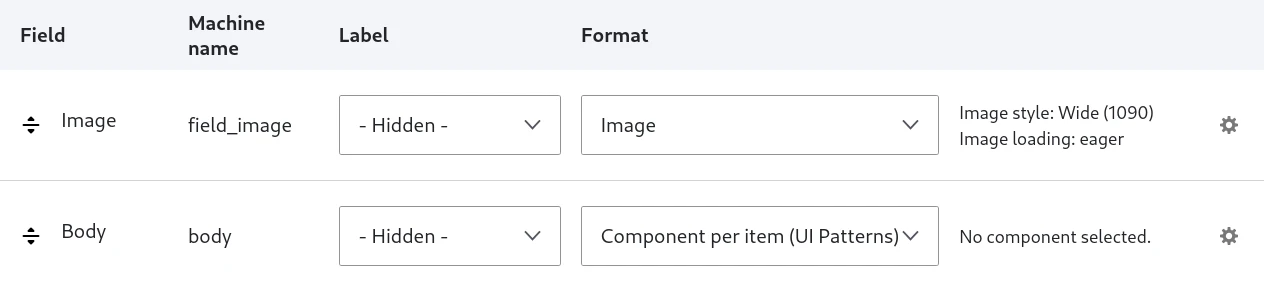 Field Machine name Label Format
Image field_image - Hidden - Image Image style: Wide (1090)
Image loading: eager
Body body - Hidden - Component per item (UI Patterns) No component selected.